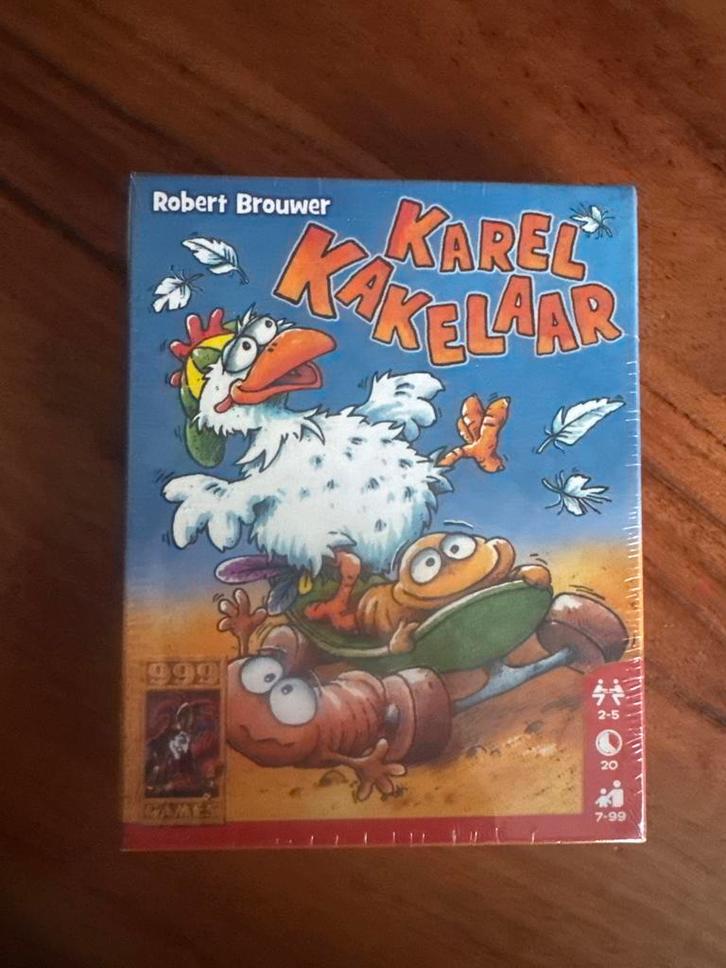 Robert Brouwer
KAREL
KAKELAAR
999
GAMES
2-5
20
7-99